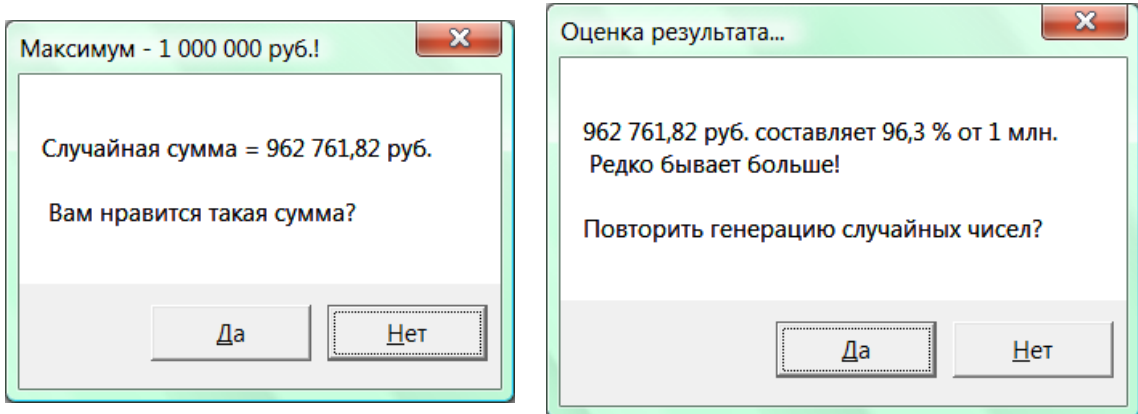 Максимум - 1 000 000 руб.!
Случайная сумма = 962 761,82 руб.
Вам нравится такая сумма?
Да
Нет
Оценка результата...
962 761,82 руб. составляет 96,3 % от 1 млн.
Редко бывает больше!
Повторить генерацию случайных чисел?
Да
Нет